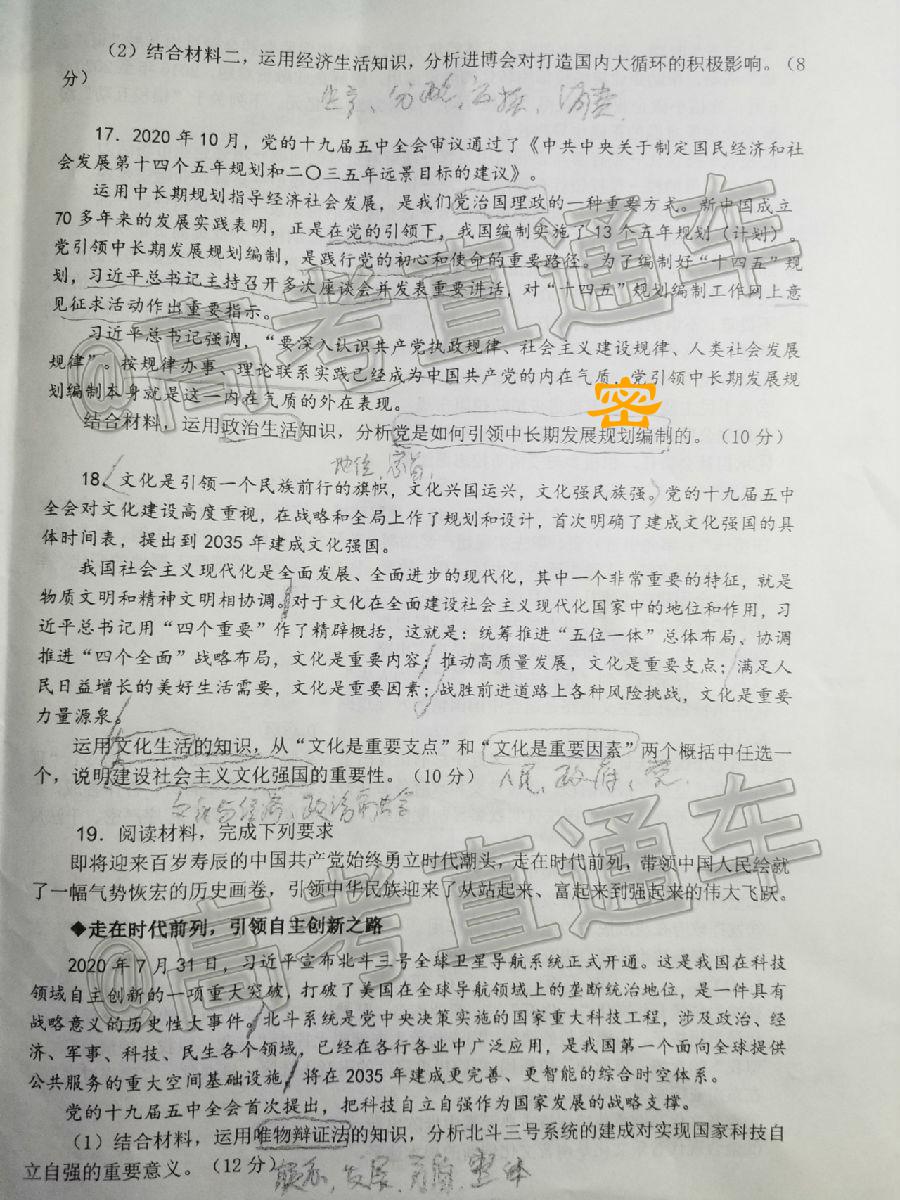 (2)结合材料二，运用经济生活知识，分析进博会对打造国内大循环的积极影响。（8
分）
生产、分配、交换、消费
17. 2020 年 10 月，党的十九届五中全会审议通过了《中共中央关于制定国民经济和社
会发展第十四个五年规划和二〇三五年远景目标的建议》。
运用中长期规划指导经济社会发展，是我们党治国理政的一种重要方式。新中国成立
70 多年来的发展实践表明，正是在党的引领下，我国编制实施了 13 个五年规划（计划）。
党引领中长期发展规划编制，是践行党的初心和使命的重要路径。为了编制好“十四五”规
划，习近平总书记主持召开多次座谈会并发表重要讲话，对“十四五”规划编制工作网上意
见征求活动作出重要指示。
习近平总书记强调，“要深入认识共产党执政规律、社会主义建设规律、人类社会发展
规律”。按规律办事、理论联系实践已经成为中国共产党的内在气质，党引领中长期发展规
划编制本身就是这一内在气质的外在表现。
密
结合材料，运用政治生活知识，分析党是如何引领中长期发展规划编制的。（10 分）
地位、
18. 文化是引领一个民族前行的旗帜，文化兴国运兴，文化强民族强。党的十九届五中
全会对文化建设高度重视，在战略和全局上作了规划和设计，首次明确了建成文化强国的具
体时间表，提出到 2035 年建成文化强国。
我国社会主义现代化是全面发展、全面进步的现代化，其中一个非常重要的特征，就是
物质文明和精神文明相协调。对于文化在全面建设社会主义现代化国家中的地位和作用，习
近平总书记用“四个重要”作了精辟概括，这就是：统筹推进“五位一体”总体布局、协调
推进“四个全面”战略布局，文化是重要内容；推动高质量发展，文化是重要支点；满足人
民日益增长的美好生活需要，文化是重要因素；战胜前进道路上各种风险挑战，文化是重要
力量源泉。
运用文化生活的知识，从“文化是重要支点”和“文化是重要因素”两个概括中任选一
个，说明建设社会主义文化强国的重要性。（10 分） 人民、政府、党
文化与经济、政治
19. 阅读材料，完成下列要求
即将迎来百岁寿辰的中国共产党始终勇立时代潮头，走在时代前列，带领中国人民绘就
了一幅气势恢宏的历史画卷，引领中华民族迎来了从站起来、富起来到强起来的伟大飞跃。
◆走在时代前列，引领自主创新之路
2020 年 7 月 31 日，习近平宣布北斗三号全球卫星导航系统正式开通。这是我国在科技
领域自主创新的一项重大突破，打破了美国在全球导航领域上的垄断统治地位，是一件具有
战略意义的历史性大事件。北斗系统是党中央决策实施的国家重大科技工程，涉及政治、经
济、军事、科技、民生各个领域，已经在各行各业中广泛应用，是我国第一个面向全球提供
公共服务的重大空间基础设施，将在 2035 年建成更完善、更智能的综合时空体系。
党的十九届五中全会首次提出，把科技自立自强作为国家发展的战略支撑。
(1)结合材料，运用唯物辩证法的知识，分析北斗三号系统的建成对实现国家科技自
立自强的重要意义。（12 分） 联系、发展、矛盾、整体
@高考直通车
@高考直通车